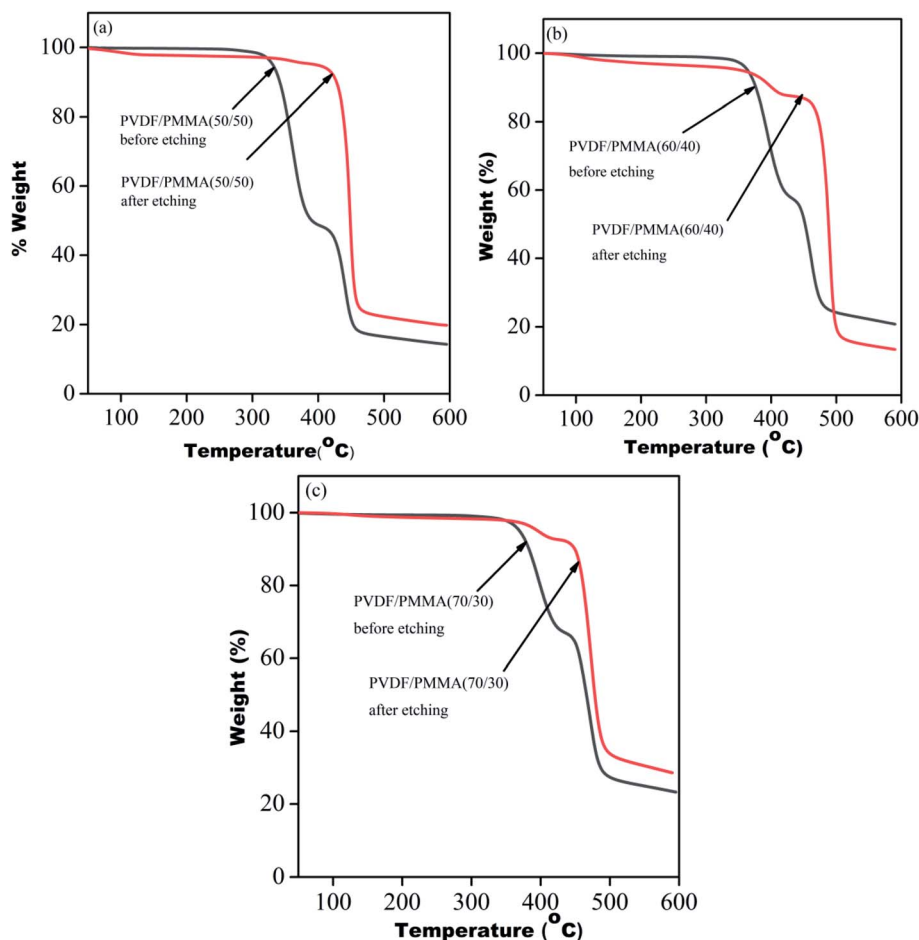 (a)
100
80
60
40
20
0
% Weight
PVDF/PMMA(50/50)
before etching
PVDF/PMMA(50/50)
after etching
100 200 300 400 500 600
Temperature(°C)
(b)
100
80
60
40
20
0
Weight (%)
PVDF/PMMA(60/40)
before etching
PVDF/PMMA(60/40)
after etching
100 200 300 400 500 600
Temperature (°C)
(c)
100
80
60
40
20
0
Weight (%)
PVDF/PMMA(70/30)
before etching
PVDF/PMMA(70/30)
after etching
100 200 300 400 500 600
Temperature (°C)